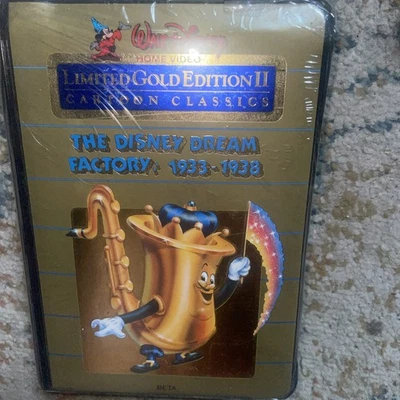 Walt Disney
HOME VIDEO
LIMITED GOLD EDITION II
CARTOON CLASSICS
THE DISNEY DREAM
FACTORY: 1933-1938
BETA